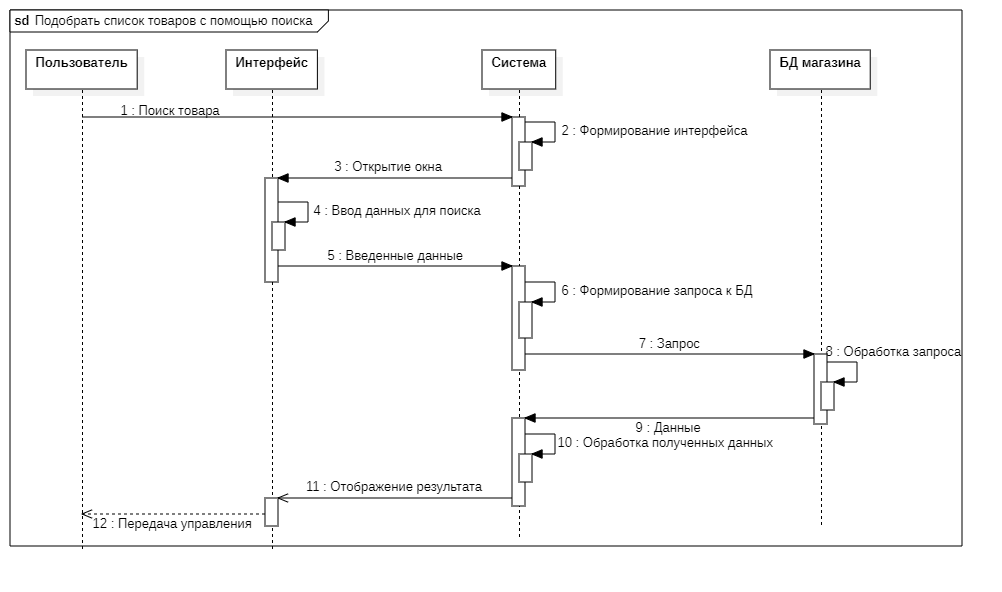 sd Подобрать список товаров с помощью поиска
Пользователь
Интерфейс
Система
БД магазина
1 : Поиск товара
2 : Формирование интерфейса
3 : Открытие окна
4 : Ввод данных для поиска
5 : Введенные данные
6 : Формирование запроса к БД
7 : Запрос
8 : Обработка запроса
9 : Данные
10 : Обработка полученных данных
11 : Отображение результата
12 : Передача управления